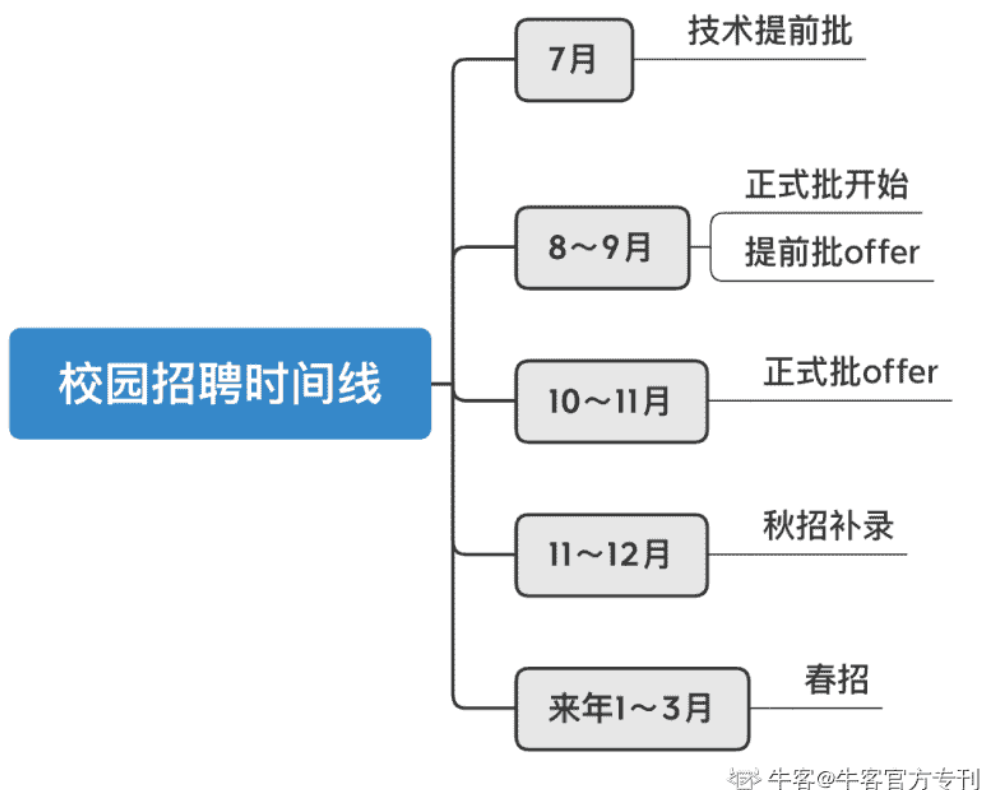 校园招聘时间线
7月
技术提前批
8～9月
正式批开始
提前批offer
10～11月
正式批offer
11～12月
秋招补录
来年1～3月
春招
牛客@牛客官方专刊